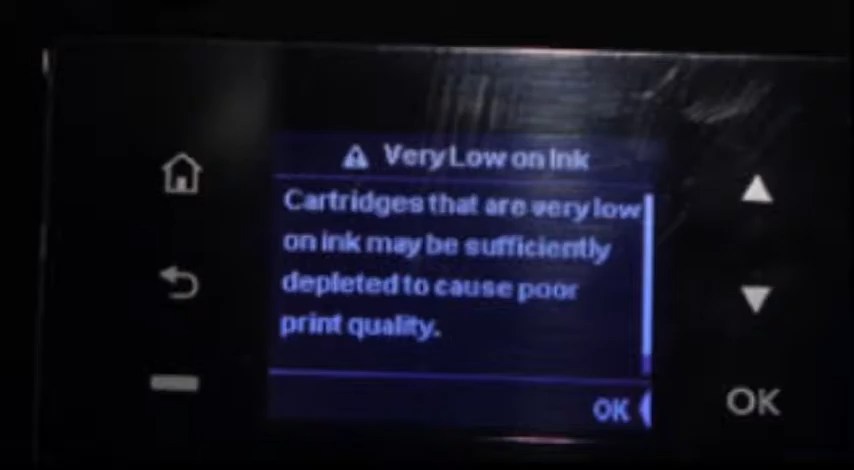 Very Low on Ink
Cartridges that are very low
on ink may be sufficiently
depleted to cause poor
print quality.
OK
OK